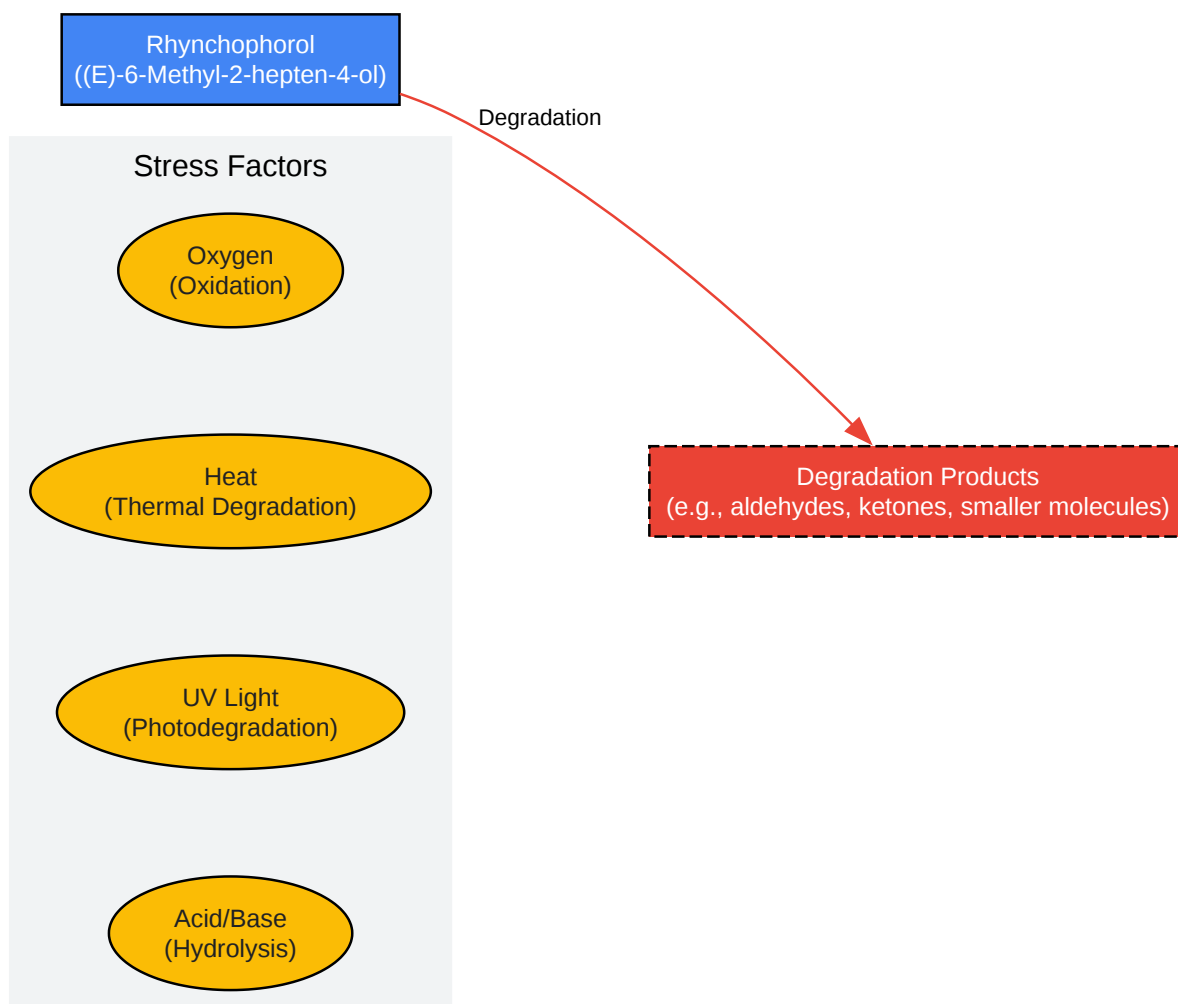 Rhynchophorol
((E)-6-Methyl-2-hepten-4-ol)
Degradation
Stress Factors
Oxygen
(Oxidation)
Heat
(Thermal Degradation)
Degradation Products
(e.g., aldehydes, ketones, smaller molecules)
UV Light
(Photodegradation)
Acid/Base
(Hydrolysis)